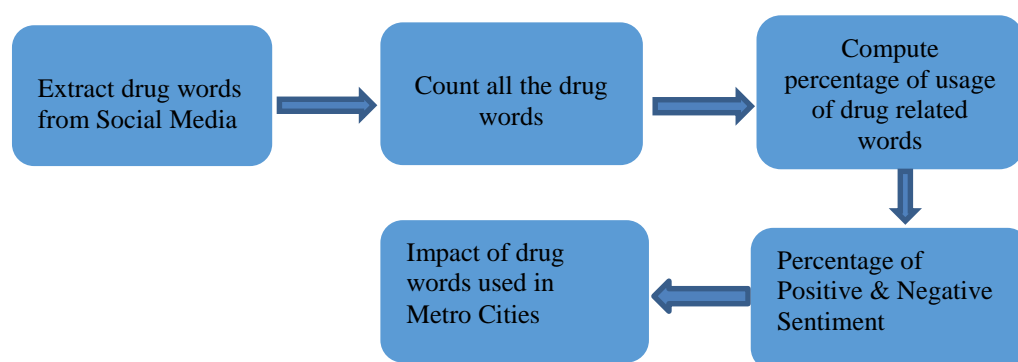 Extract drug words
from Social Media
Count all the drug
words
Compute
percentage of usage
of drug related
words
Percentage of
Positive & Negative
Sentiment
Impact of drug
words used in
Metro Cities